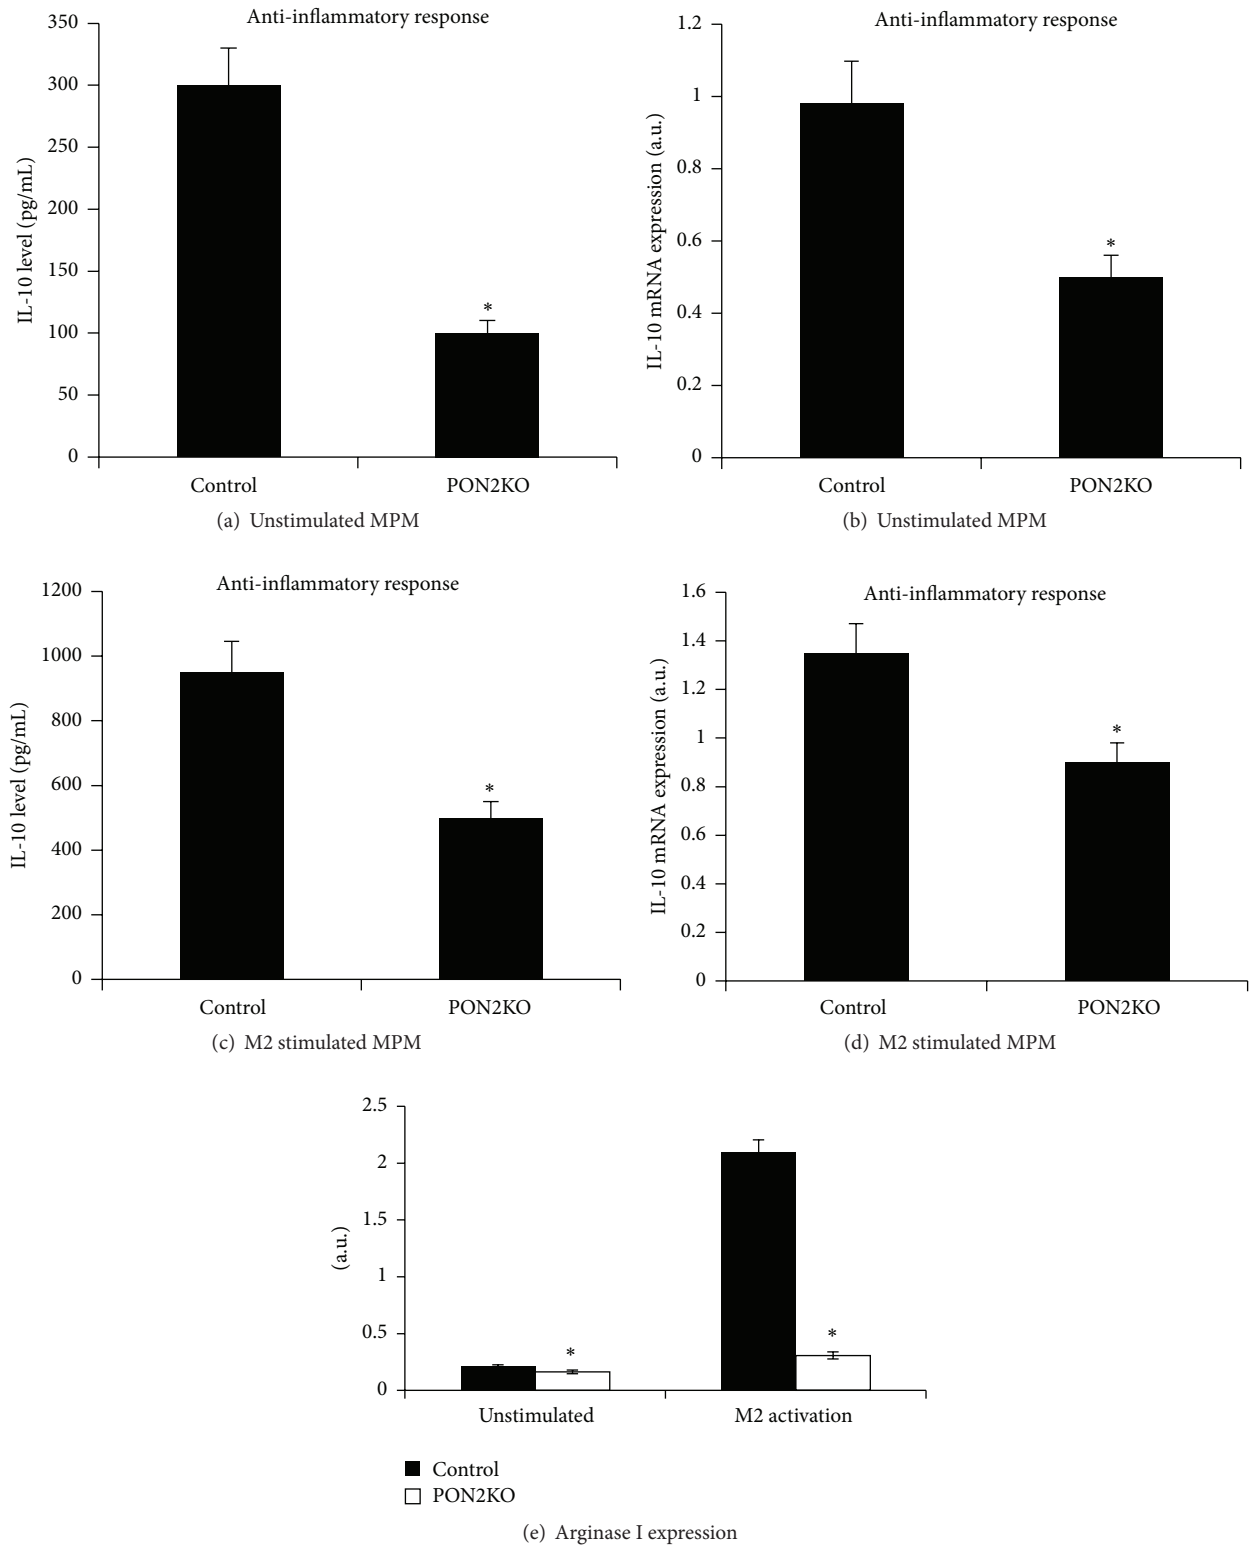 Anti-inflammatory response
350
300
250
200
150
100
50
0
IL-10 level (pg/mL)
*
Control PON2KO
(a) Unstimulated MPM
Anti-inflammatory response
1.2
1
0.8
0.6
0.4
0.2
0
IL-10 mRNA expression (a.u.)
*
Control PON2KO
(b) Unstimulated MPM
Anti-inflammatory response
1200
1000
800
600
400
200
0
IL-10 level (pg/mL)
*
Control PON2KO
(c) M2 stimulated MPM
Anti-inflammatory response
1.6
1.4
1.2
1
0.8
0.6
0.4
0.2
0
IL-10 mRNA expression (a.u.)
*
Control PON2KO
(d) M2 stimulated MPM
2.5
2
1.5
1
0.5
0
(a.u.)
*
*
Unstimulated M2 activation
Control
PON2KO
(e) Arginase I expression